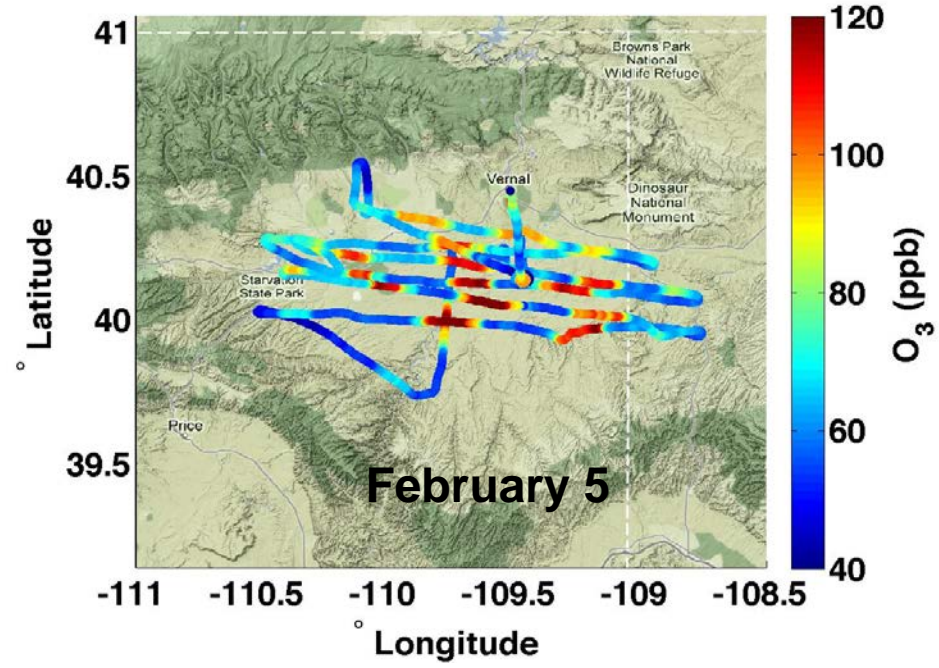 41
40.5
40
39.5
° Latitude
-111
-110.5
-110
-109.5
-109
-108.5
° Longitude
Browns Park
National
Wildlife Refuge
Vernal
Dinosaur
National
Monument
Starvation
State Park
Price
February 5
120
100
80
60
40
O₃ (ppb)